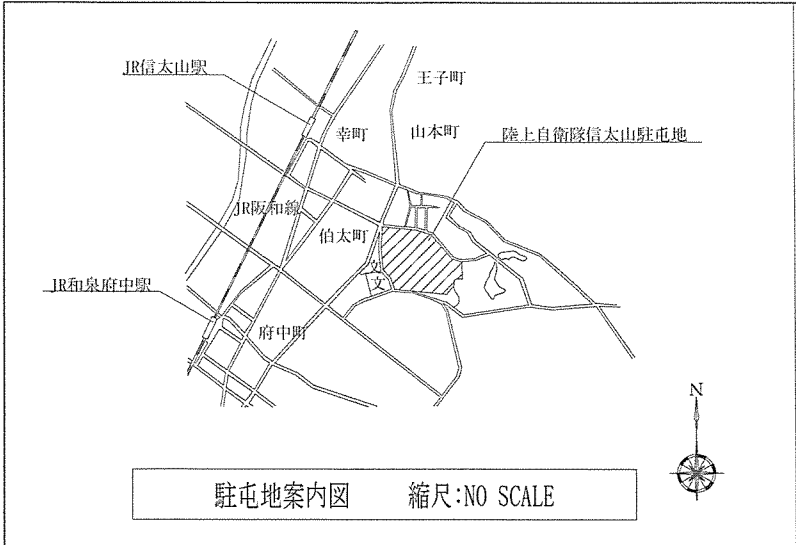 JR信太山駅
王子町
幸町
山本町
陸上自衛隊信太山駐屯地
JR阪和線
伯太町
文
文
JR和泉府中駅
府中町
N
駐屯地案内図 縮尺:NO SCALE